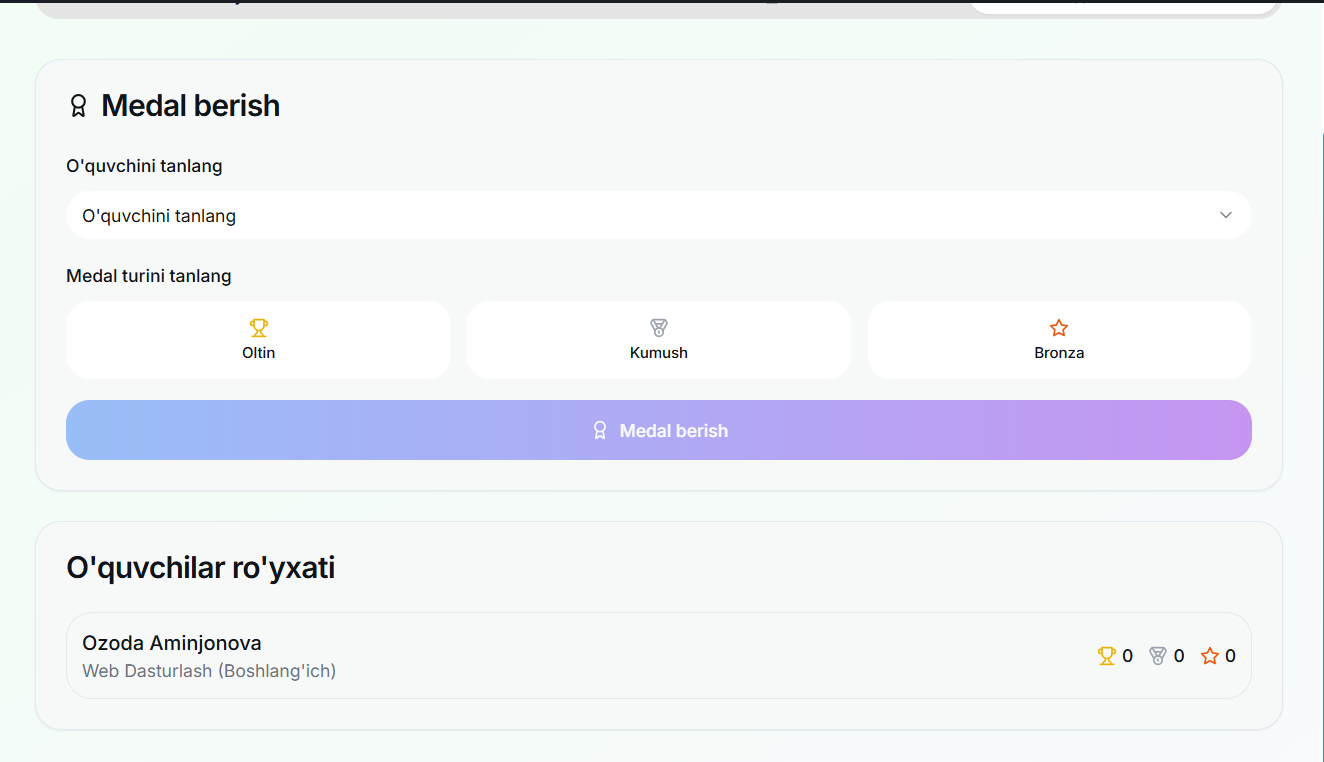 Medal berish
O'quvchini tanlang
O'quvchini tanlang
Medal turini tanlang
Oltin
Kumush
Bronza
Medal berish
O'quvchilar ro'yxati
Ozoda Aminjonova
Web Dasturlash (Boshlang'ich)
0 0 0